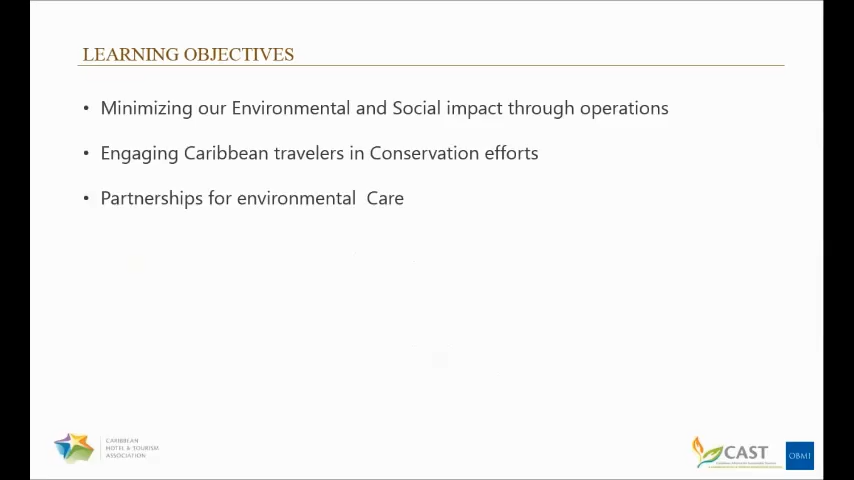 LEARNING OBJECTIVES
• Minimizing our Environmental and Social impact through operations
• Engaging Caribbean travelers in Conservation efforts
• Partnerships for environmental  Care
CARIBBEAN
HOTEL & TOURISM
ASSOCIATION
CAST
OBMI